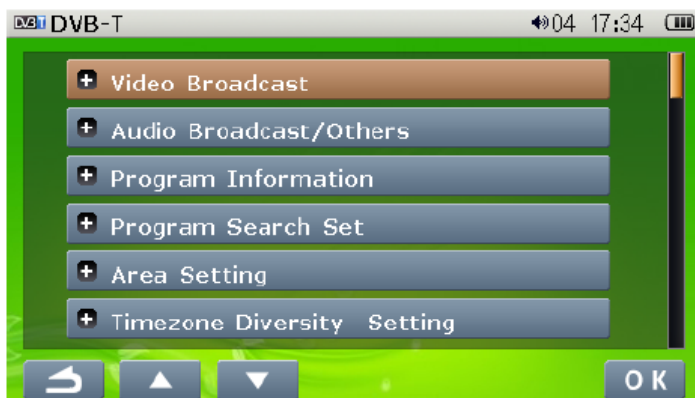 DVB T DVB-T 04 17:34
Video Broadcast
Audio Broadcast/Others
Program Information
Program Search Set
Area Setting
Timezone Diversity Setting
OK